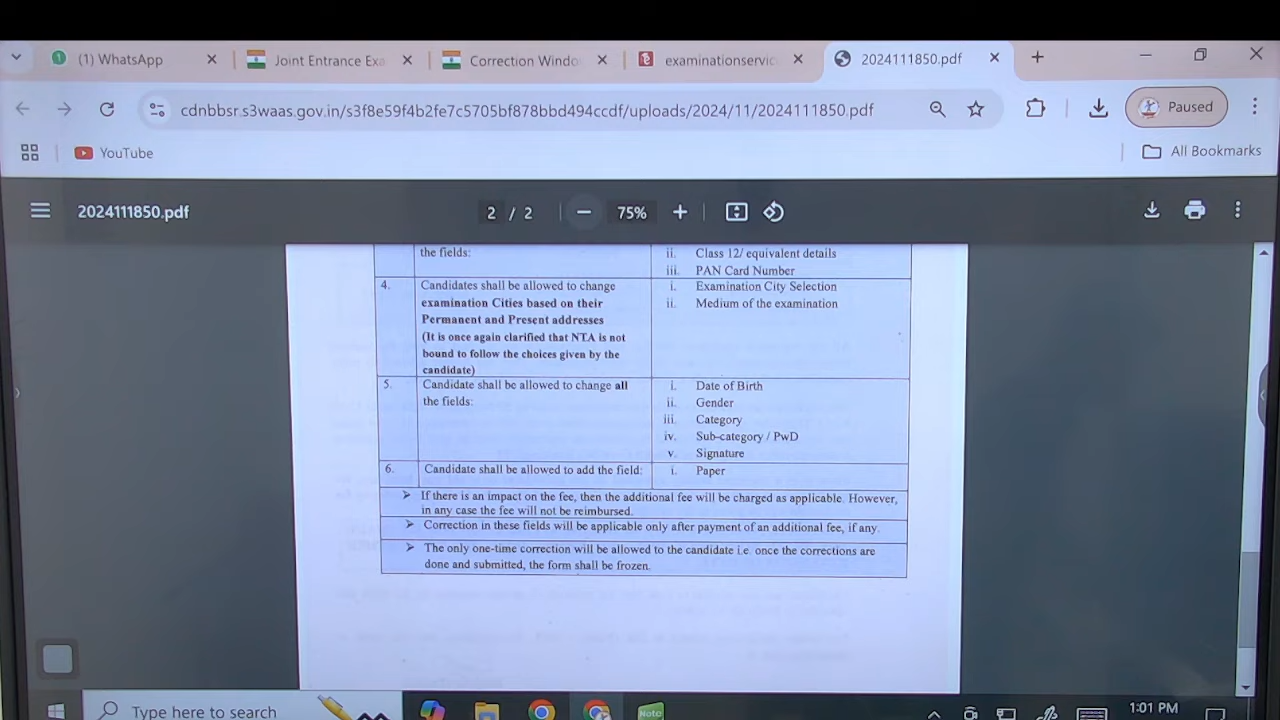 (1) WhatsApp
Joint Entrance Exa
Correction Windo
examinationservic
2024111850.pdf
cdnbbsr.s3waas.gov.in/s3f8e59f4b2fe7c5705bf878bbd494ccdf/uploads/2024/11/2024111850.pdf
Paused
YouTube
All Bookmarks
2024111850.pdf
2 / 2
75%
the fields:
ii. Class 12/ equivalent details
iii. PAN Card Number
4. Candidates shall be allowed to change
examination Cities based on their
Permanent and Present addresses
(It is once again clarified that NTA is not
bound to follow the choices given by the
candidate)
i. Examination City Selection
ii. Medium of the examination
5. Candidate shall be allowed to change all
the fields:
i. Date of Birth
ii. Gender
iii. Category
iv. Sub-category / PwD
v. Signature
6. Candidate shall be allowed to add the field:
i. Paper
➢ If there is an impact on the fee, then the additional fee will be charged as applicable. However,
in any case the fee will not be reimbursed.
➢ Correction in these fields will be applicable only after payment of an additional fee, if any.
➢ The only one-time correction will be allowed to the candidate i.e. once the corrections are
done and submitted, the form shall be frozen.
Type here to search
Note
1:01 PM